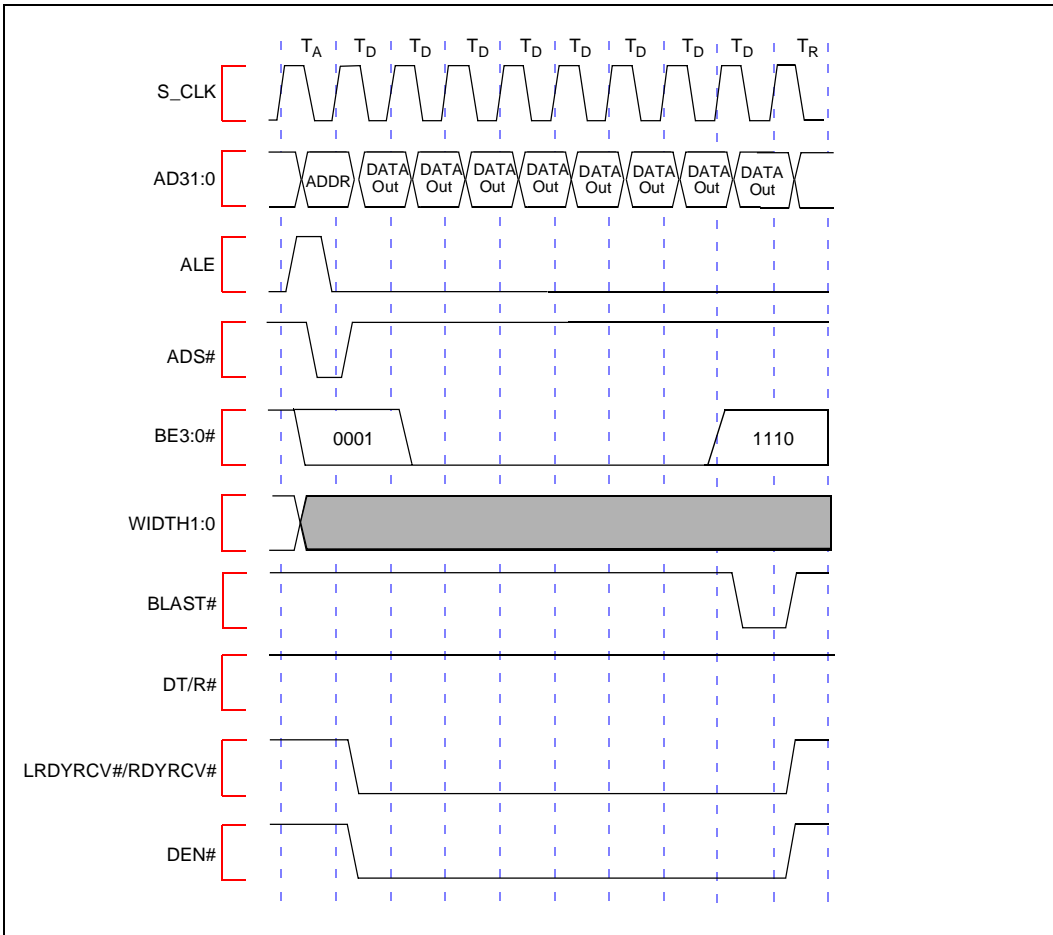 TA TD TD TD TD TD TD TD TD TR
S_CLK
AD31:0
ADDR
DATA Out
DATA Out
DATA Out
DATA Out
DATA Out
DATA Out
DATA Out
DATA Out
ALE
ADS#
BE3:0#
0001
1110
WIDTH1:0
BLAST#
DT/R#
LRDYRCV#/RDYRCV#
DEN#